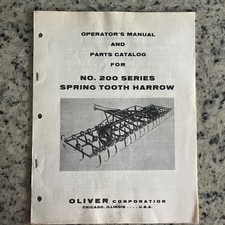 OPERATOR'S MANUAL
AND
PARTS CATALOG
FOR
NO. 200 SERIES
SPRING TOOTH HARROW
OLIVER CORPORATION
CHICAGO, ILLINOIS .... U.S.A.